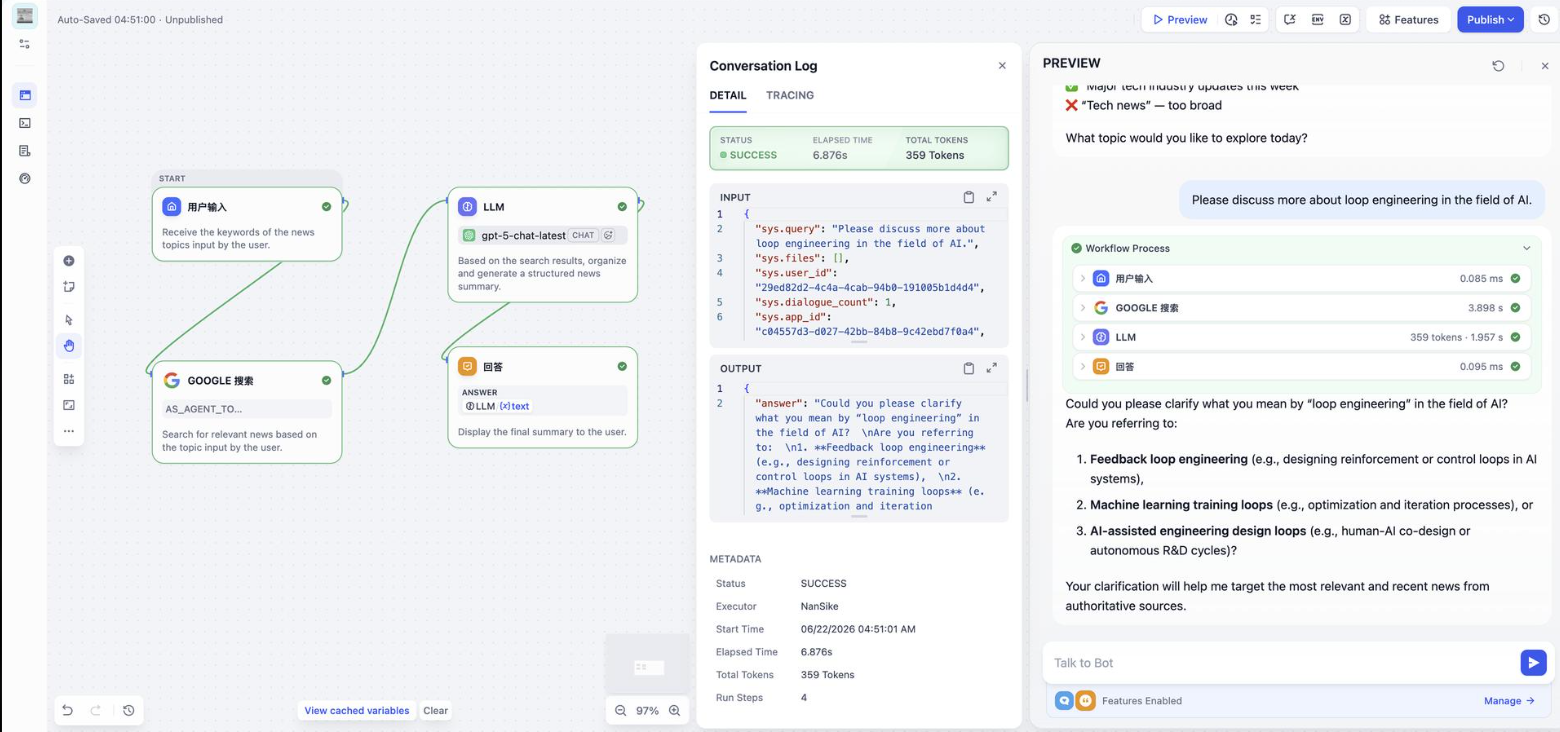 Auto-Saved 04:51:00 · Unpublished
Preview
ENV
Features
Publish
START
用户输入
Receive the keywords of the news
topics input by the user.
GOOGLE 搜索
AS_AGENT_TO...
Search for relevant news based on
the topic input by the user.
LLM
gpt-5-chat-latest CHAT
Based on the search results, organize
and generate a structured news
summary.
回答
ANSWER
LLM {x} text
Display the final summary to the user.
View cached variables
Clear
97%
Conversation Log
DETAIL
TRACING
STATUS
SUCCESS
ELAPSED TIME
6.876s
TOTAL TOKENS
359 Tokens
INPUT
1 {
2 "sys.query": "Please discuss more about
loop engineering in the field of AI.",
3 "sys.files": [],
4 "sys.user_id":
"29ed82d2-4c4a-4cab-94b0-191005b1d4d4",
5 "sys.dialogue_count": 1,
6 "sys.app_id":
"c04557d3-d027-42bb-84b8-9c42ebd7f0a4",
OUTPUT
1 {
2 "answer": "Could you please clarify
what you mean by “loop engineering” in
the field of AI?  \nAre you referring
to:  \n1. **Feedback loop engineering**
(e.g., designing reinforcement or
control loops in AI systems),  \n2.
**Machine learning training loops** (e.
g., optimization and iteration
METADATA
Status SUCCESS
Executor NanSike
Start Time 06/22/2026 04:51:01 AM
Elapsed Time 6.876s
Total Tokens 359 Tokens
Run Steps 4
PREVIEW
✅ "Major tech industry updates this week"
❌ “Tech news” — too broad
What topic would you like to explore today?
Please discuss more about loop engineering in the field of AI.
Workflow Process
用户输入 0.085 ms
GOOGLE 搜索 3.898 s
LLM 359 tokens · 1.957 s
回答 0.095 ms
Could you please clarify what you mean by “loop engineering” in the field of AI?
Are you referring to:
1. Feedback loop engineering (e.g., designing reinforcement or control loops in AI
systems),
2. Machine learning training loops (e.g., optimization and iteration processes), or
3. AI-assisted engineering design loops (e.g., human-AI co-design or
autonomous R&D cycles)?
Your clarification will help me target the most relevant and recent news from
authoritative sources.
Talk to Bot
Features Enabled
Manage →